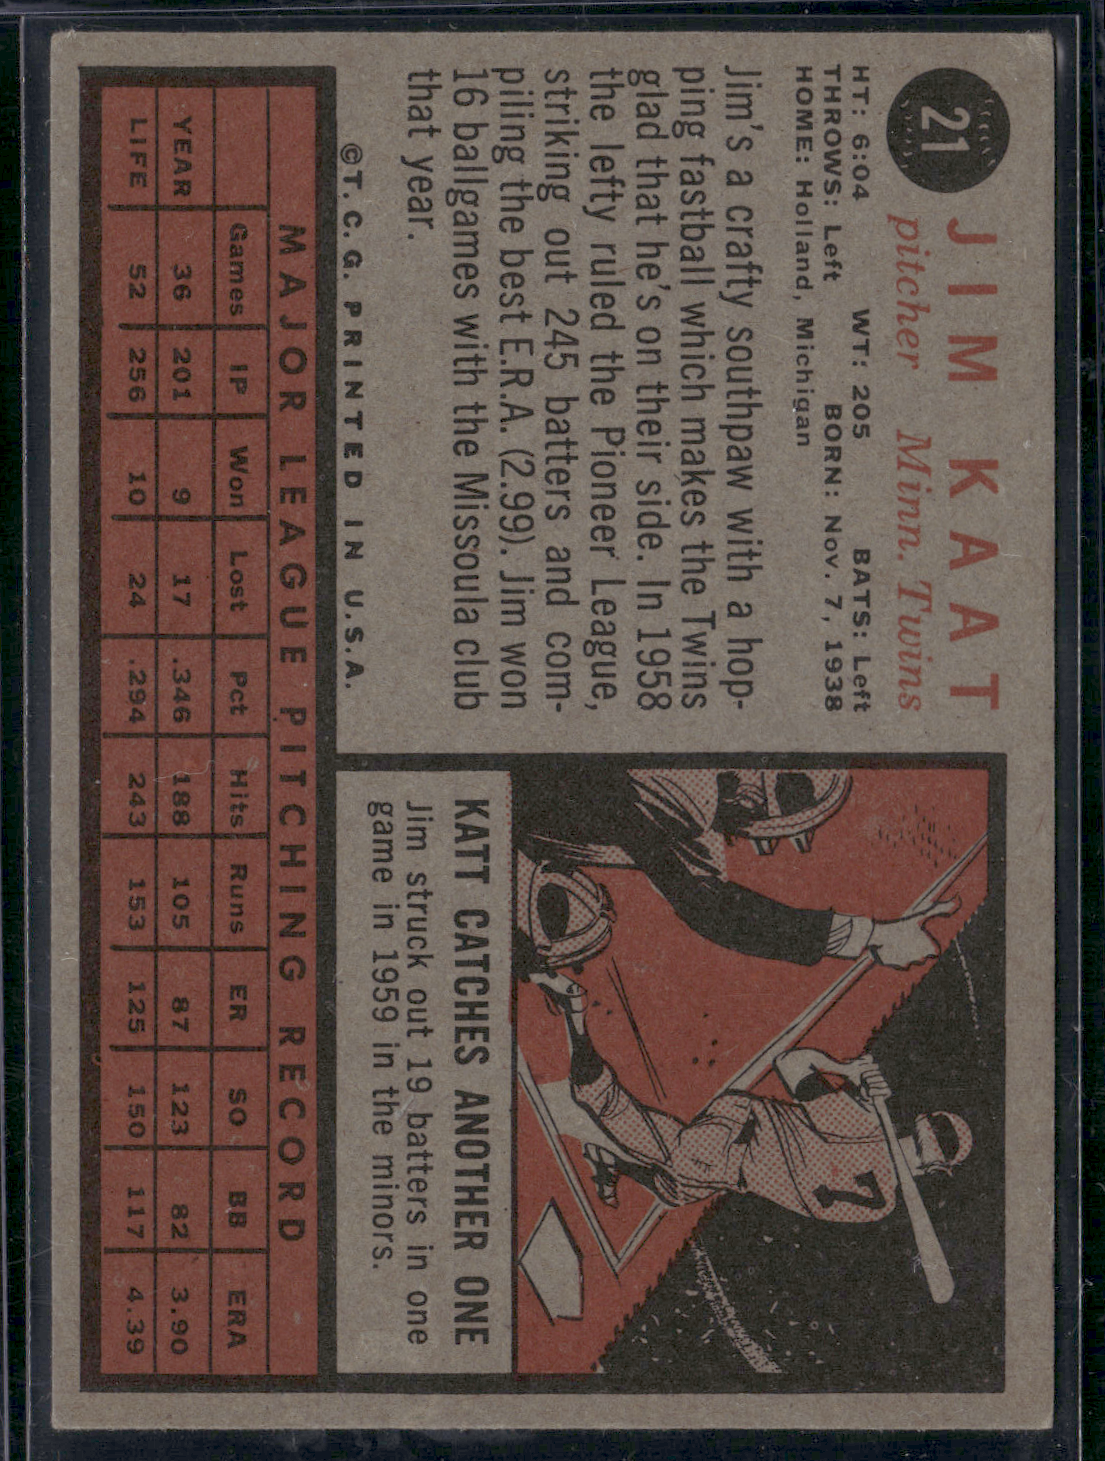 21
JIM KAAT
pitcher Minn. Twins
HT: 6:04 WT: 205 BATS: Left
THROWS: Left BORN: Nov. 7, 1938
HOME: Holland, Michigan
Jim's a crafty southpaw with a hop-
ping fastball which makes the Twins
glad that he's on their side. In 1958
the lefty ruled the Pioneer League,
striking out 245 batters and com-
piling the best E.R.A. (2.99). Jim won
16 ballgames with the Missoula club
that year.
©T.C.G. PRINTED IN U.S.A.
7
KATT CATCHES ANOTHER ONE
Jim struck out 19 batters in one
game in 1959 in the minors.
MAJOR LEAGUE PITCHING RECORD
Games IP Won Lost Pct Hits Runs ER SO BB ERA
YEAR 36 201 9 17 .346 188 105 87 123 82 3.90
LIFE 52 256 10 24 .294 243 153 125 150 117 4.39